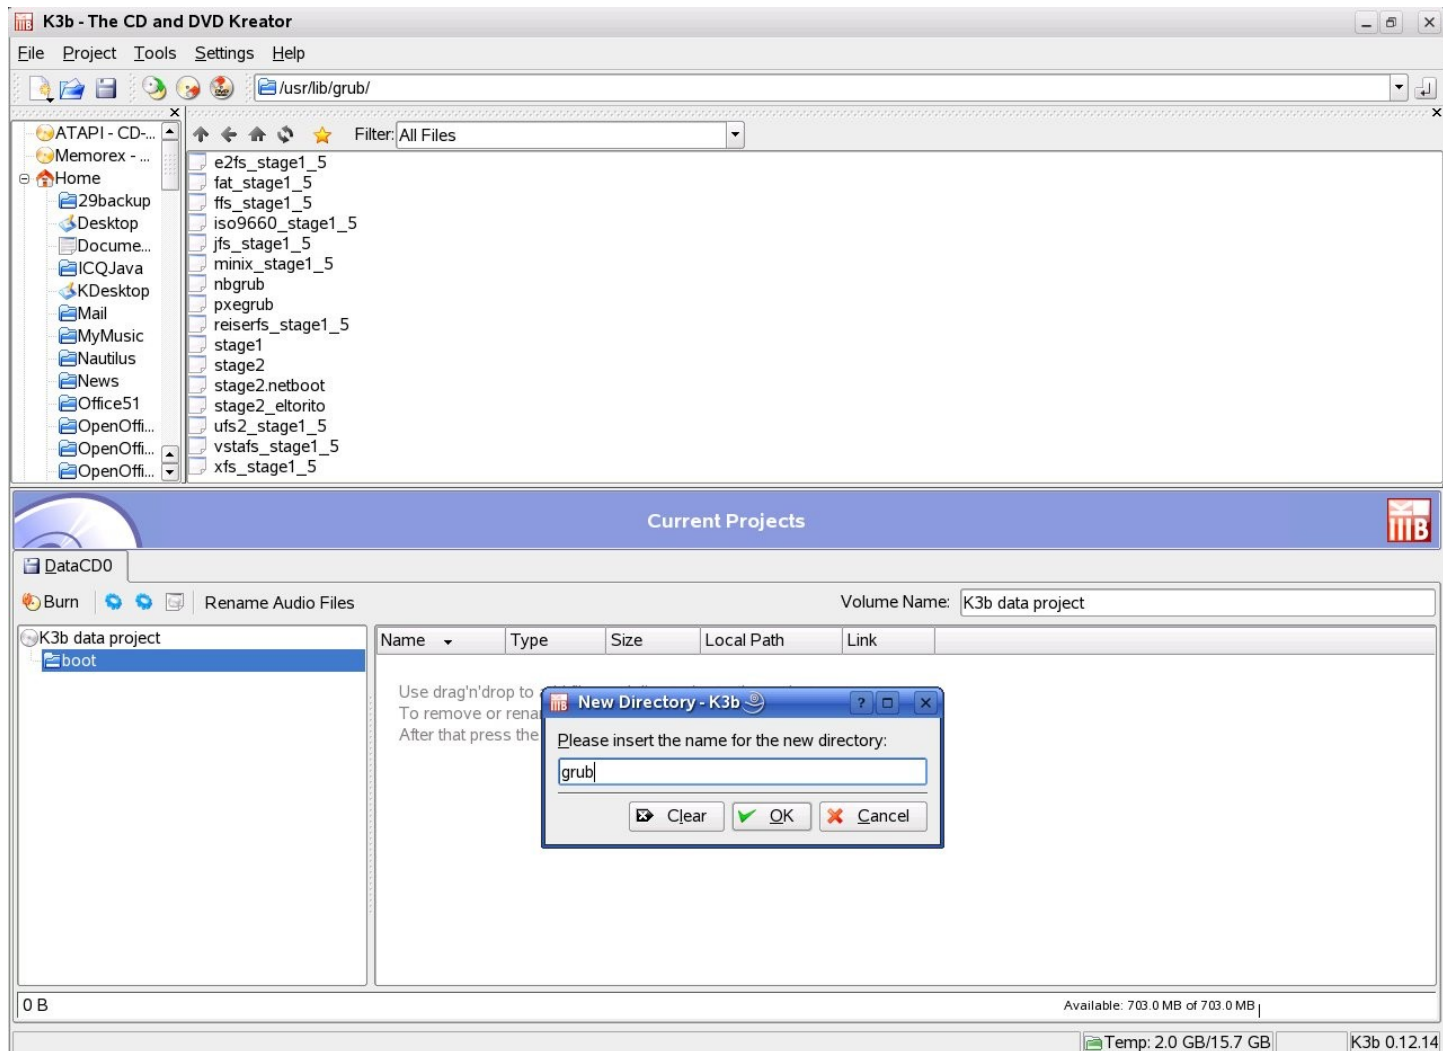 K3b - The CD and DVD Kreator
File Project Tools Settings Help
/usr/lib/grub/
ATAPI - CD-...
Memorex - ...
Home
29backup
Desktop
Docume...
ICQJava
KDesktop
Mail
MyMusic
Nautilus
News
Office51
OpenOffi...
OpenOffi...
OpenOffi...
Filter: All Files
e2fs_stage1_5
fat_stage1_5
ffs_stage1_5
iso9660_stage1_5
jfs_stage1_5
minix_stage1_5
nbgrub
pxegrub
reiserfs_stage1_5
stage1
stage2
stage2.netboot
stage2_eltorito
ufs2_stage1_5
vstafs_stage1_5
xfs_stage1_5
Current Projects
K3B
DataCD0
Burn Rename Audio Files Volume Name: K3b data project
K3b data project
boot
Name Type Size Local Path Link
Use drag'n'drop to
To remove or rena
After that press the
New Directory - K3b
Please insert the name for the new directory:
grub
Clear OK Cancel
0 B Available: 703.0 MB of 703.0 MB
Temp: 2.0 GB/15.7 GB K3b 0.12.14